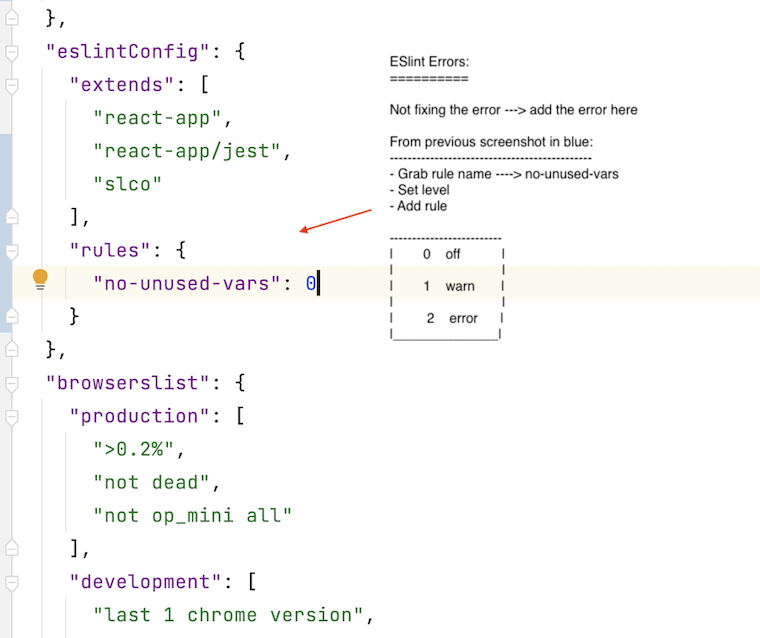 },
"eslintConfig": {
"extends": [
"react-app",
"react-app/jest",
"slco"
],
"rules": {
"no-unused-vars": 0
}
},
"browserslist": {
"production": [
">0.2%",
"not dead",
"not op_mini all"
],
"development": [
"last 1 chrome version",
ESlint Errors:
==========
Not fixing the error ---> add the error here
From previous screenshot in blue:
----------------------------------------------
- Grab rule name ----> no-unused-vars
- Set level
- Add rule
-------------------------
| 0 off |
| |
| 1 warn |
| |
| 2 error |
|_______________|